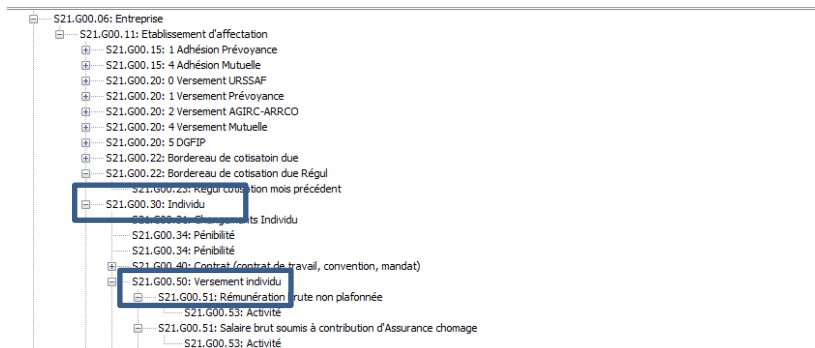 S21.G00.06: Entreprise
S21.G00.11: Etablissement d'affectation
S21.G00.15: 1 Adhésion Prévoyance
S21.G00.15: 4 Adhésion Mutuelle
S21.G00.20: 0 Versement URSSAF
S21.G00.20: 1 Versement Prévoyance
S21.G00.20: 2 Versement AGIRC-ARRCO
S21.G00.20: 4 Versement Mutuelle
S21.G00.20: 5 DGFIP
S21.G00.22: Bordereau de cotisatoin due
S21.G00.22: Bordereau de cotisation due Régul
S21.G00.23: Régul cotisation mois précédent
S21.G00.30: Individu
S21.G00.31: Changements Individu
S21.G00.34: Pénibilité
S21.G00.34: Pénibilité
S21.G00.40: Contrat (contrat de travail, convention, mandat)
S21.G00.50: Versement individu
S21.G00.51: Rémunération brute non plafonnée
S21.G00.53: Activité
S21.G00.51: Salaire brut soumis à contribution d'Assurance chomage
S21.G00.53: Activité